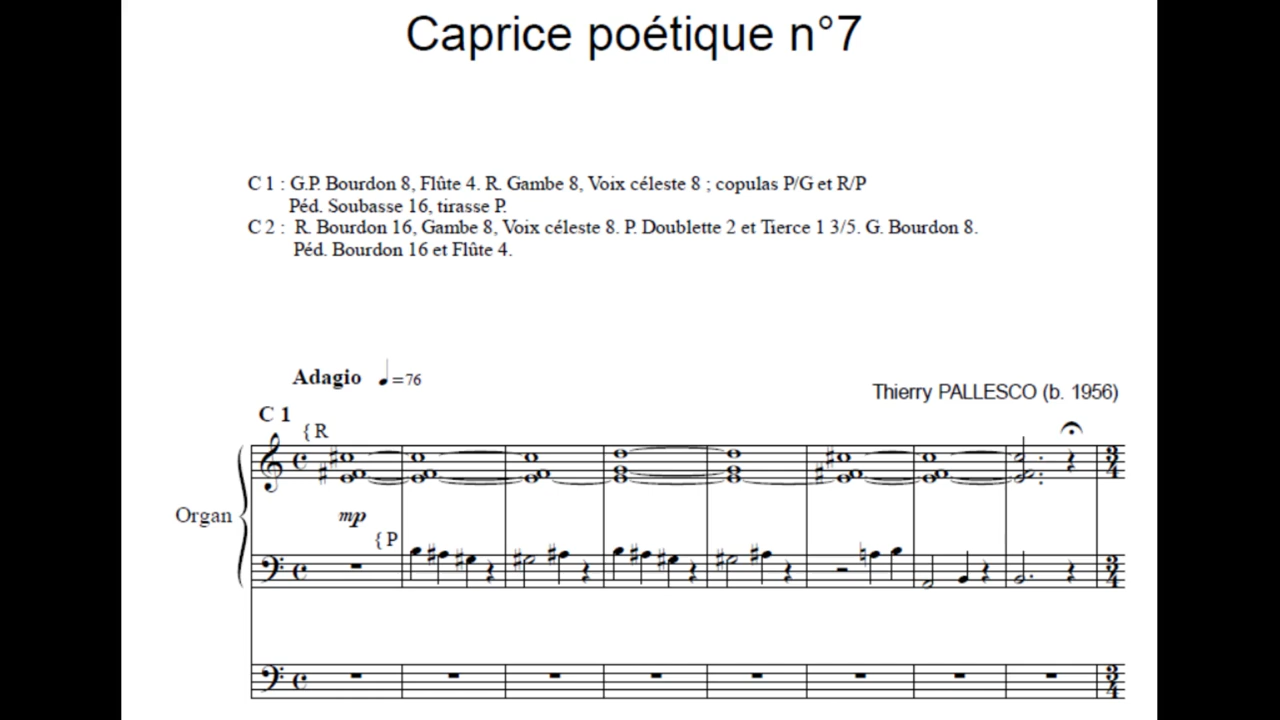 Caprice poétique n°7
C 1 : G.P. Bourdon 8, Flûte 4. R. Gambe 8, Voix céleste 8 ; copulas P/G et R/P
Péd. Soubasse 16, tirasse P.
C 2 : R. Bourdon 16, Gambe 8, Voix céleste 8. P. Doublette 2 et Tierce 1 3/5. G. Bourdon 8.
Péd. Bourdon 16 et Flûte 4.
Adagio ♩=76
Thierry PALLESCO (b. 1956)
C 1
{ R
Organ
mp
{ P